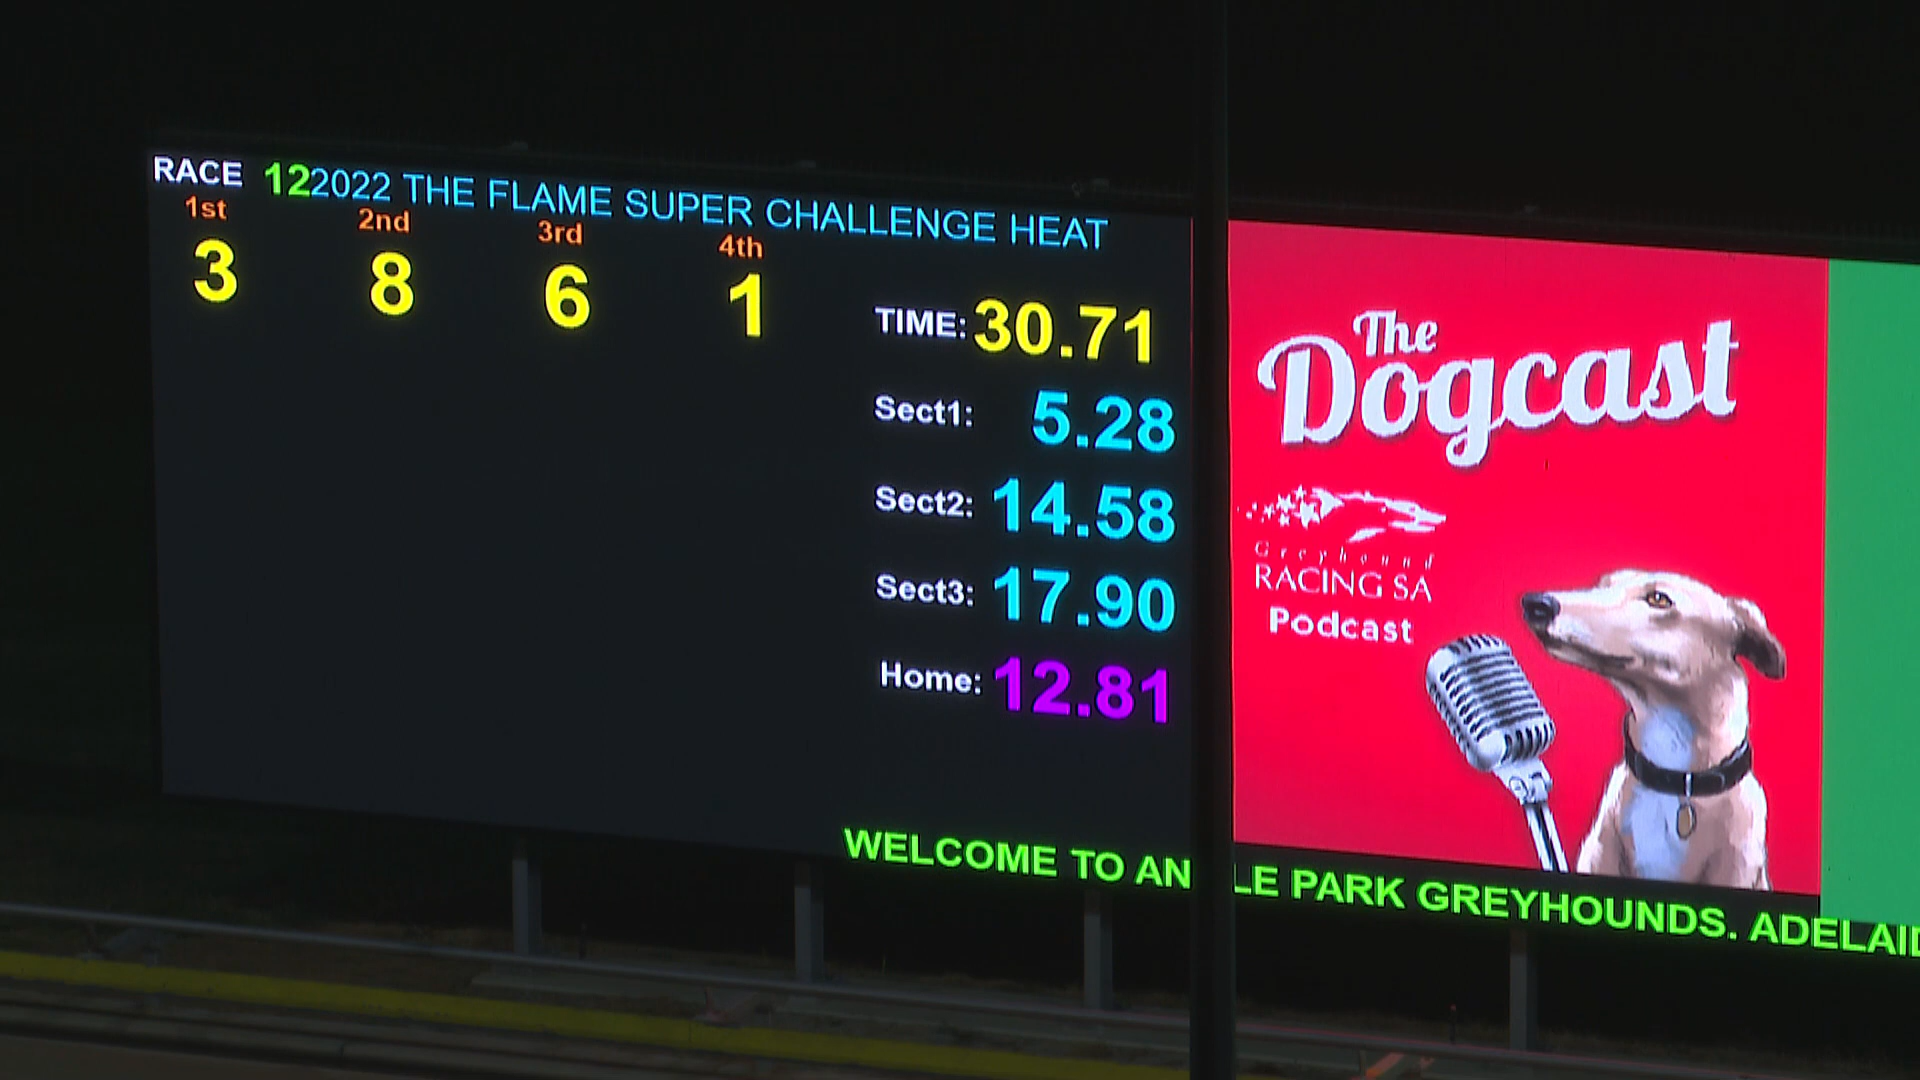 RACE 12 2022 THE FLAME SUPER CHALLENGE HEAT
1st 2nd 3rd 4th
3 8 6 1
TIME: 30.71
Sect1: 5.28
Sect2: 14.58
Sect3: 17.90
Home: 12.81
The
Dogcast
Greyhound
RACING SA
Podcast
WELCOME TO AN LE PARK GREYHOUNDS. ADELAID